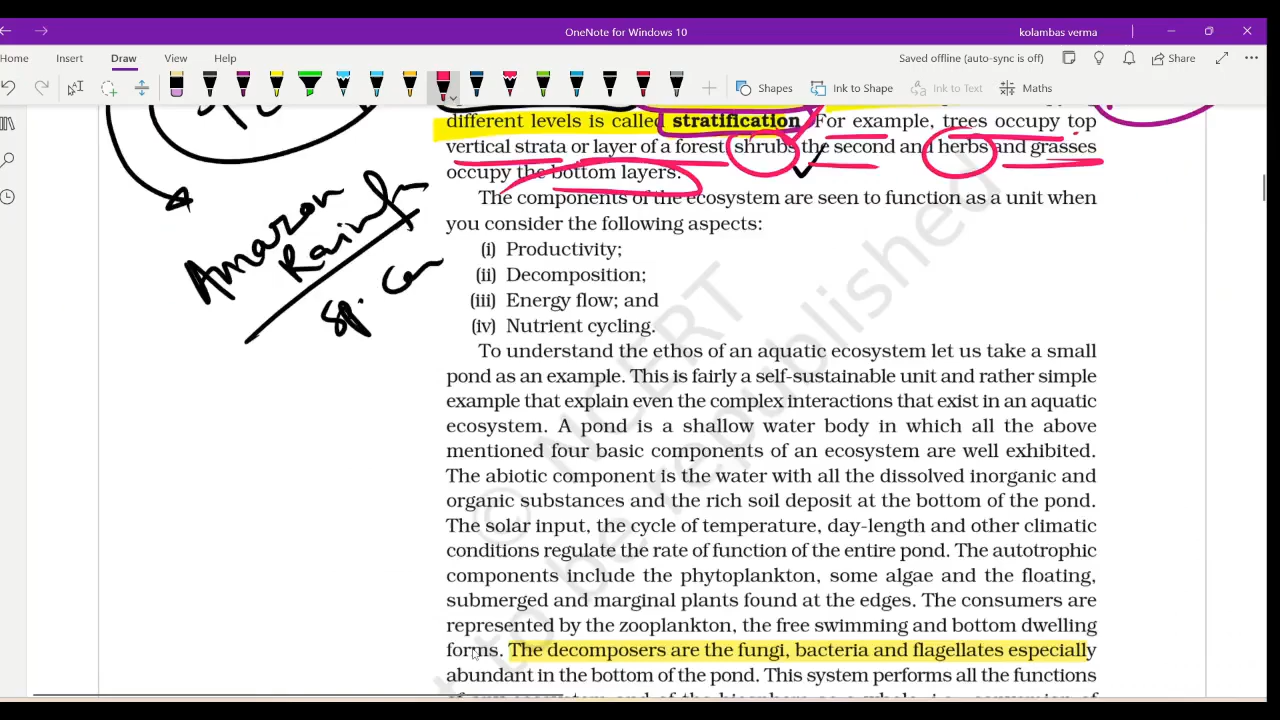 OneNote for Windows 10
kolambas verma
Home Insert Draw View Help
Saved offline (auto-sync is off)
Share
Shapes
Ink to Shape
Ink to Text
Maths
different levels is called stratification. For example, trees occupy top
vertical strata or layer of a forest, shrubs the second and herbs and grasses
occupy the bottom layers.
The components of the ecosystem are seen to function as a unit when
you consider the following aspects:
(i) Productivity;
(ii) Decomposition;
(iii) Energy flow; and
(iv) Nutrient cycling.
To understand the ethos of an aquatic ecosystem let us take a small
pond as an example. This is fairly a self-sustainable unit and rather simple
example that explain even the complex interactions that exist in an aquatic
ecosystem. A pond is a shallow water body in which all the above
mentioned four basic components of an ecosystem are well exhibited.
The abiotic component is the water with all the dissolved inorganic and
organic substances and the rich soil deposit at the bottom of the pond.
The solar input, the cycle of temperature, day-length and other climatic
conditions regulate the rate of function of the entire pond. The autotrophic
components include the phytoplankton, some algae and the floating,
submerged and marginal plants found at the edges. The consumers are
represented by the zooplankton, the free swimming and bottom dwelling
forms. The decomposers are the fungi, bacteria and flagellates especially
abundant in the bottom of the pond. This system performs all the functions
Amazon
Sp.
© NCERT
to be republished